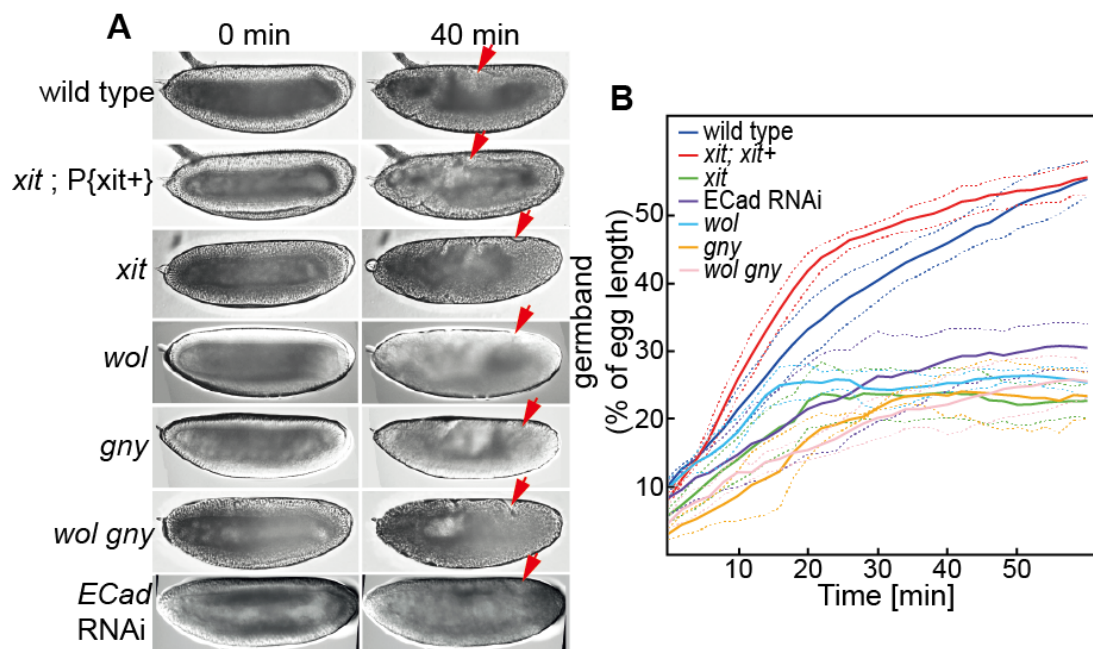 A
0 min
40 min
wild type
xit ; P{xit+}
xit
wol
gny
wol gny
ECad
RNAi
B
germband
(% of egg length)
50
40
30
20
10
wild type
xit; xit+
xit
ECad RNAi
wol
gny
wol gny
10
20
30
40
50
Time [min]